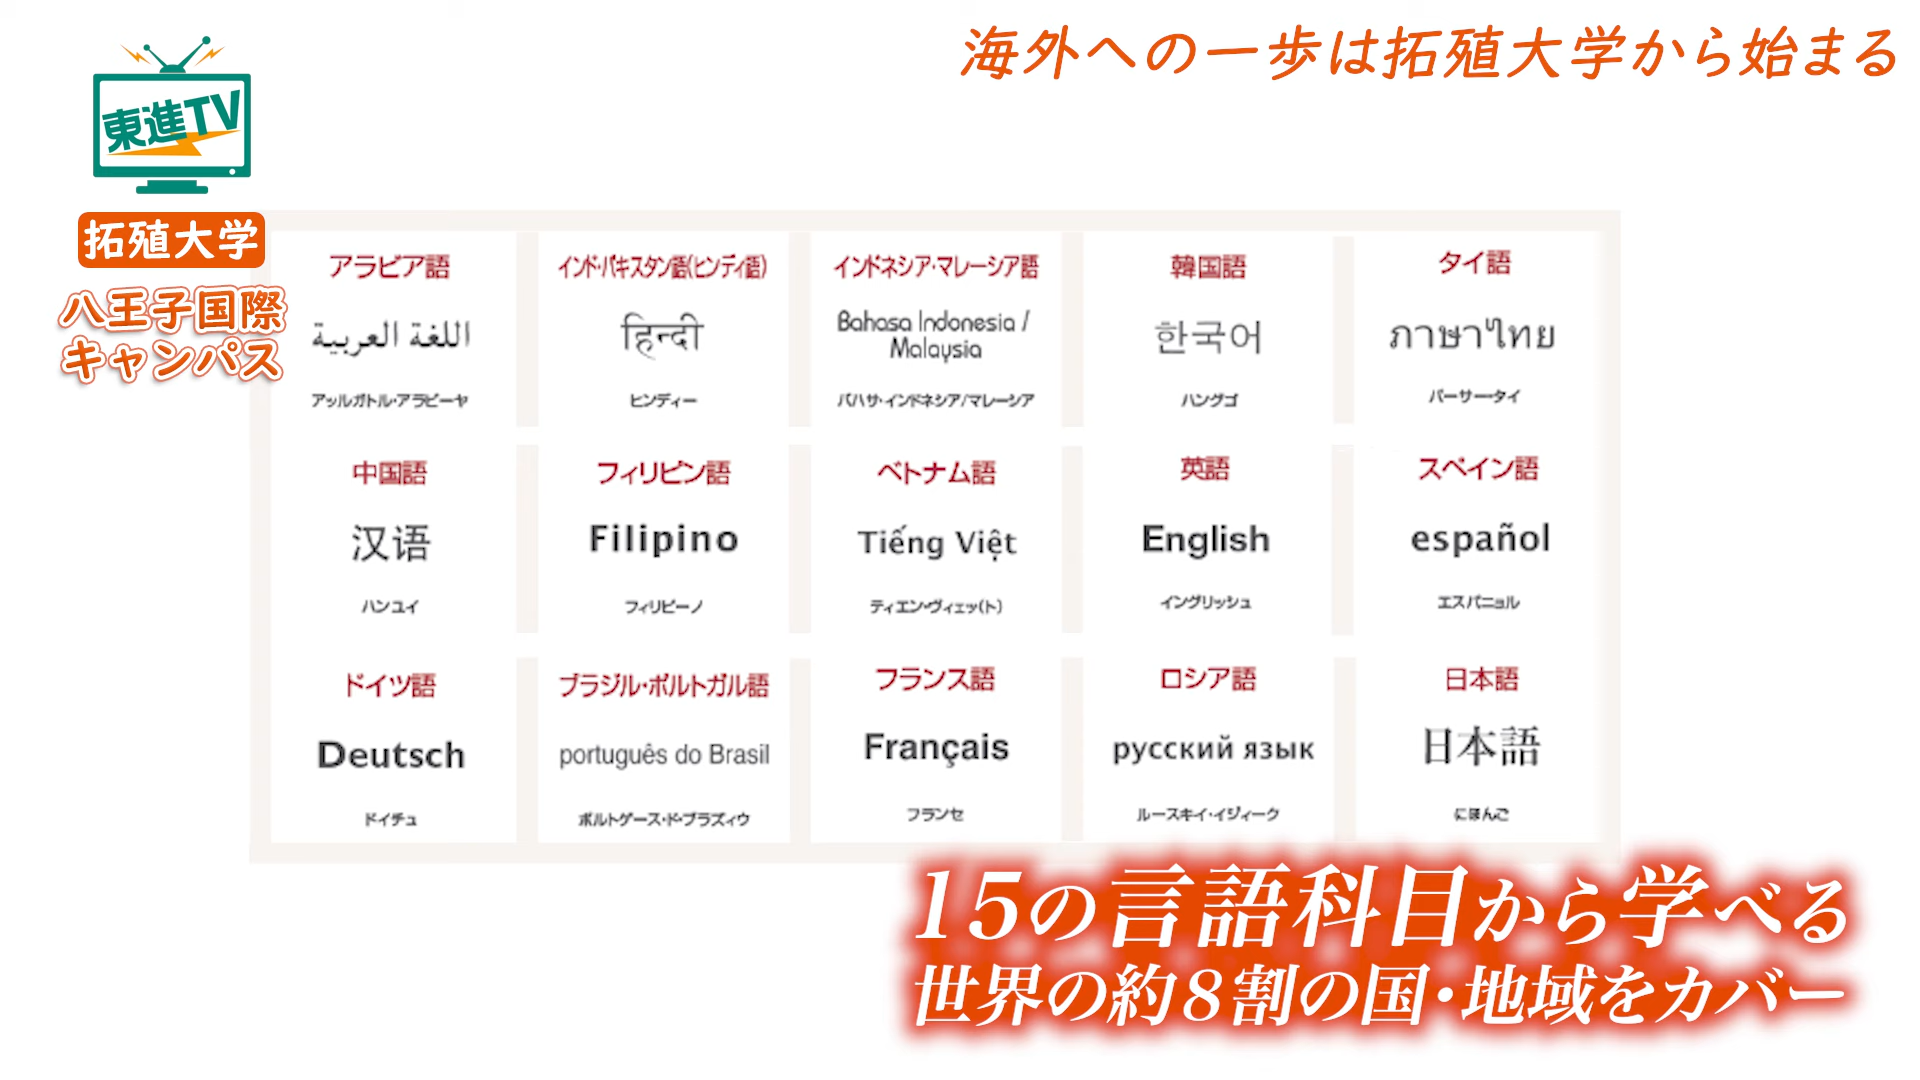 海外への一歩は拓殖大学から始まる
東進TV
拓殖大学
八王子国際
キャンパス
アラビア語
اللغة العربية
アッルガトル・アラビーヤ
インド・パキスタン語(ヒンディ語)
हिन्दी
ヒンディー
インドネシア・マレーシア語
Bahasa Indonesia /
Malaysia
バハサ・インドネシア/マレーシア
韓国語
한국어
ハングゴ
タイ語
ภาษาไทย
パーサー・タイ
中国語
汉语
ハンユイ
フィリピン語
Filipino
フィリピーノ
ベトナム語
Tiếng Việt
ティエン・ヴィェッ(ト)
英語
English
イングリッシュ
スペイン語
español
エスパニョル
ドイツ語
Deutsch
ドイチュ
ブラジル・ポルトガル語
português do Brasil
ポルトゲース・ド・ブラズィウ
フランス語
Français
フランセ
ロシア語
русский язык
ルースキイ・イジィーク
日本語
日本語
にほんご
15の言語科目から学べる
世界の約8割の国・地域をカバー